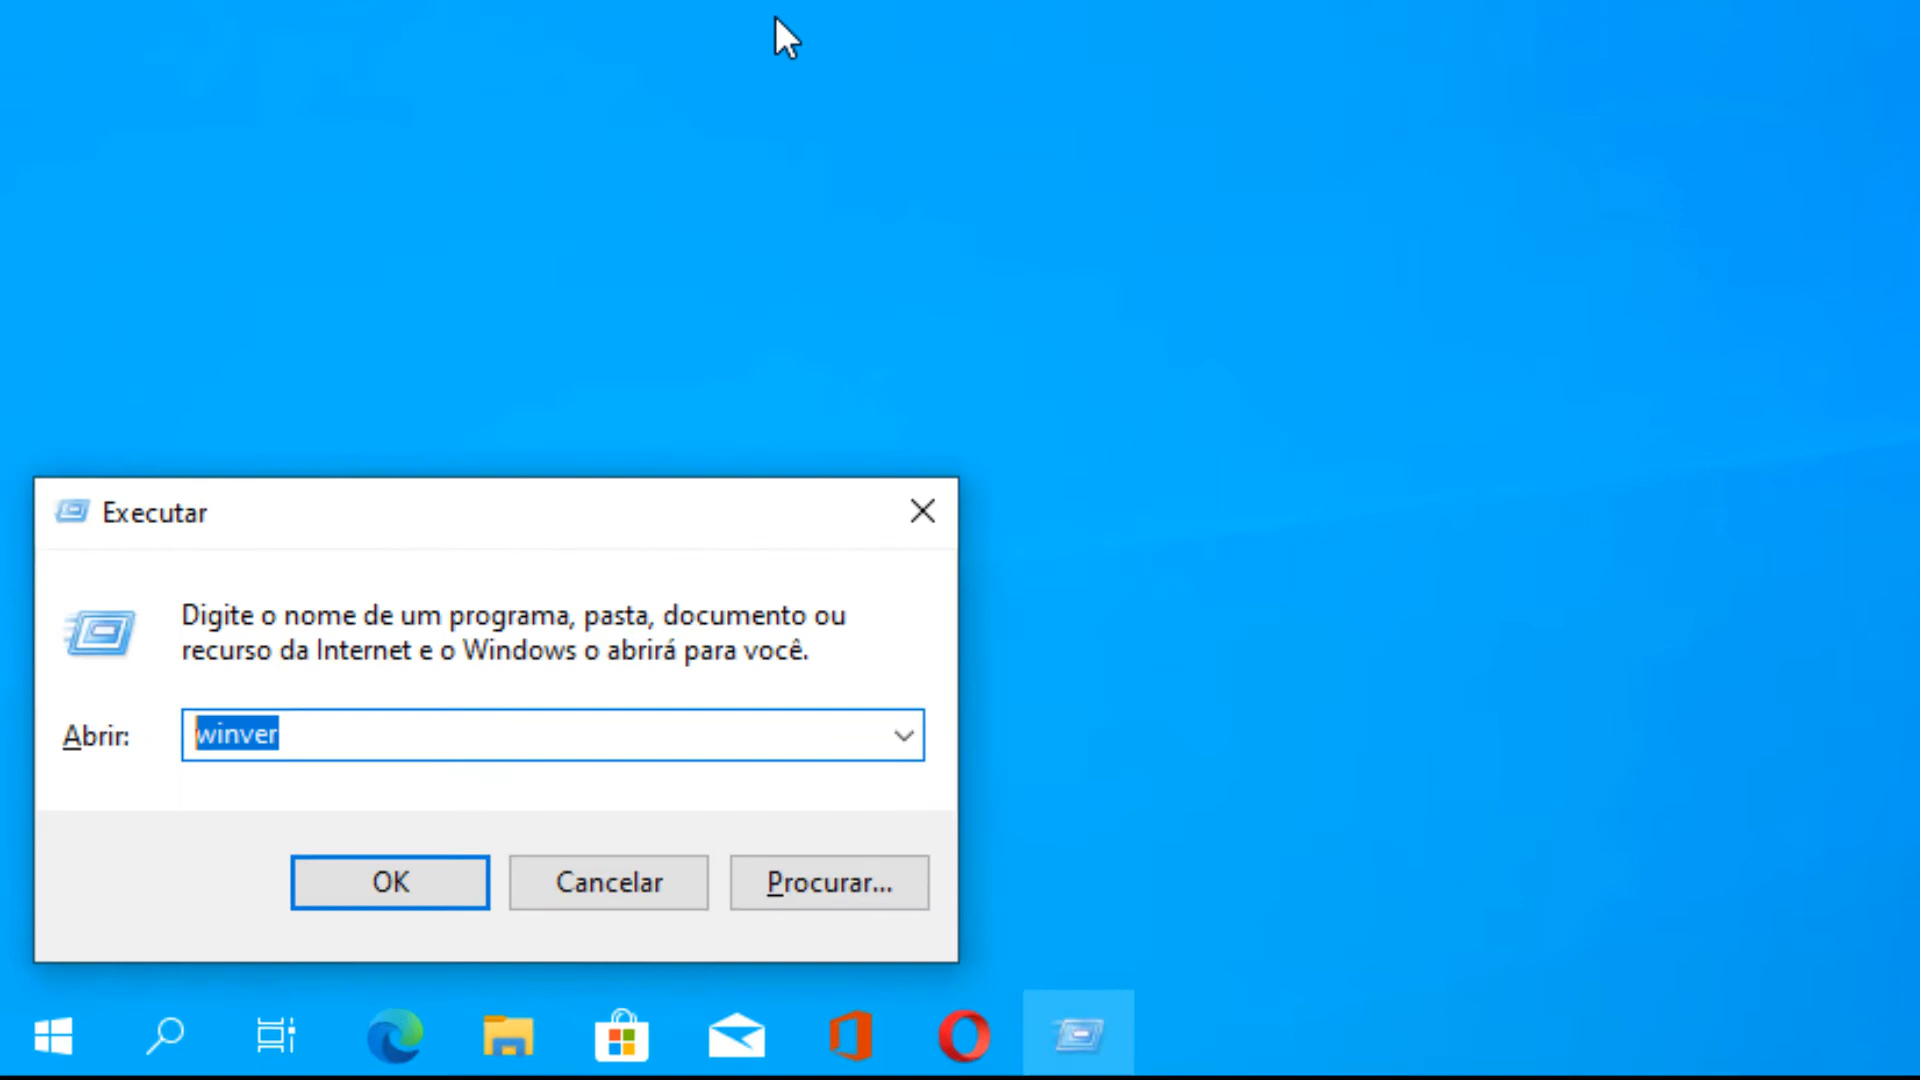 Executar
Digite o nome de um programa, pasta, documento ou
recurso da Internet e o Windows o abrirá para você.
Abrir:
winver
OK
Cancelar
Procurar...